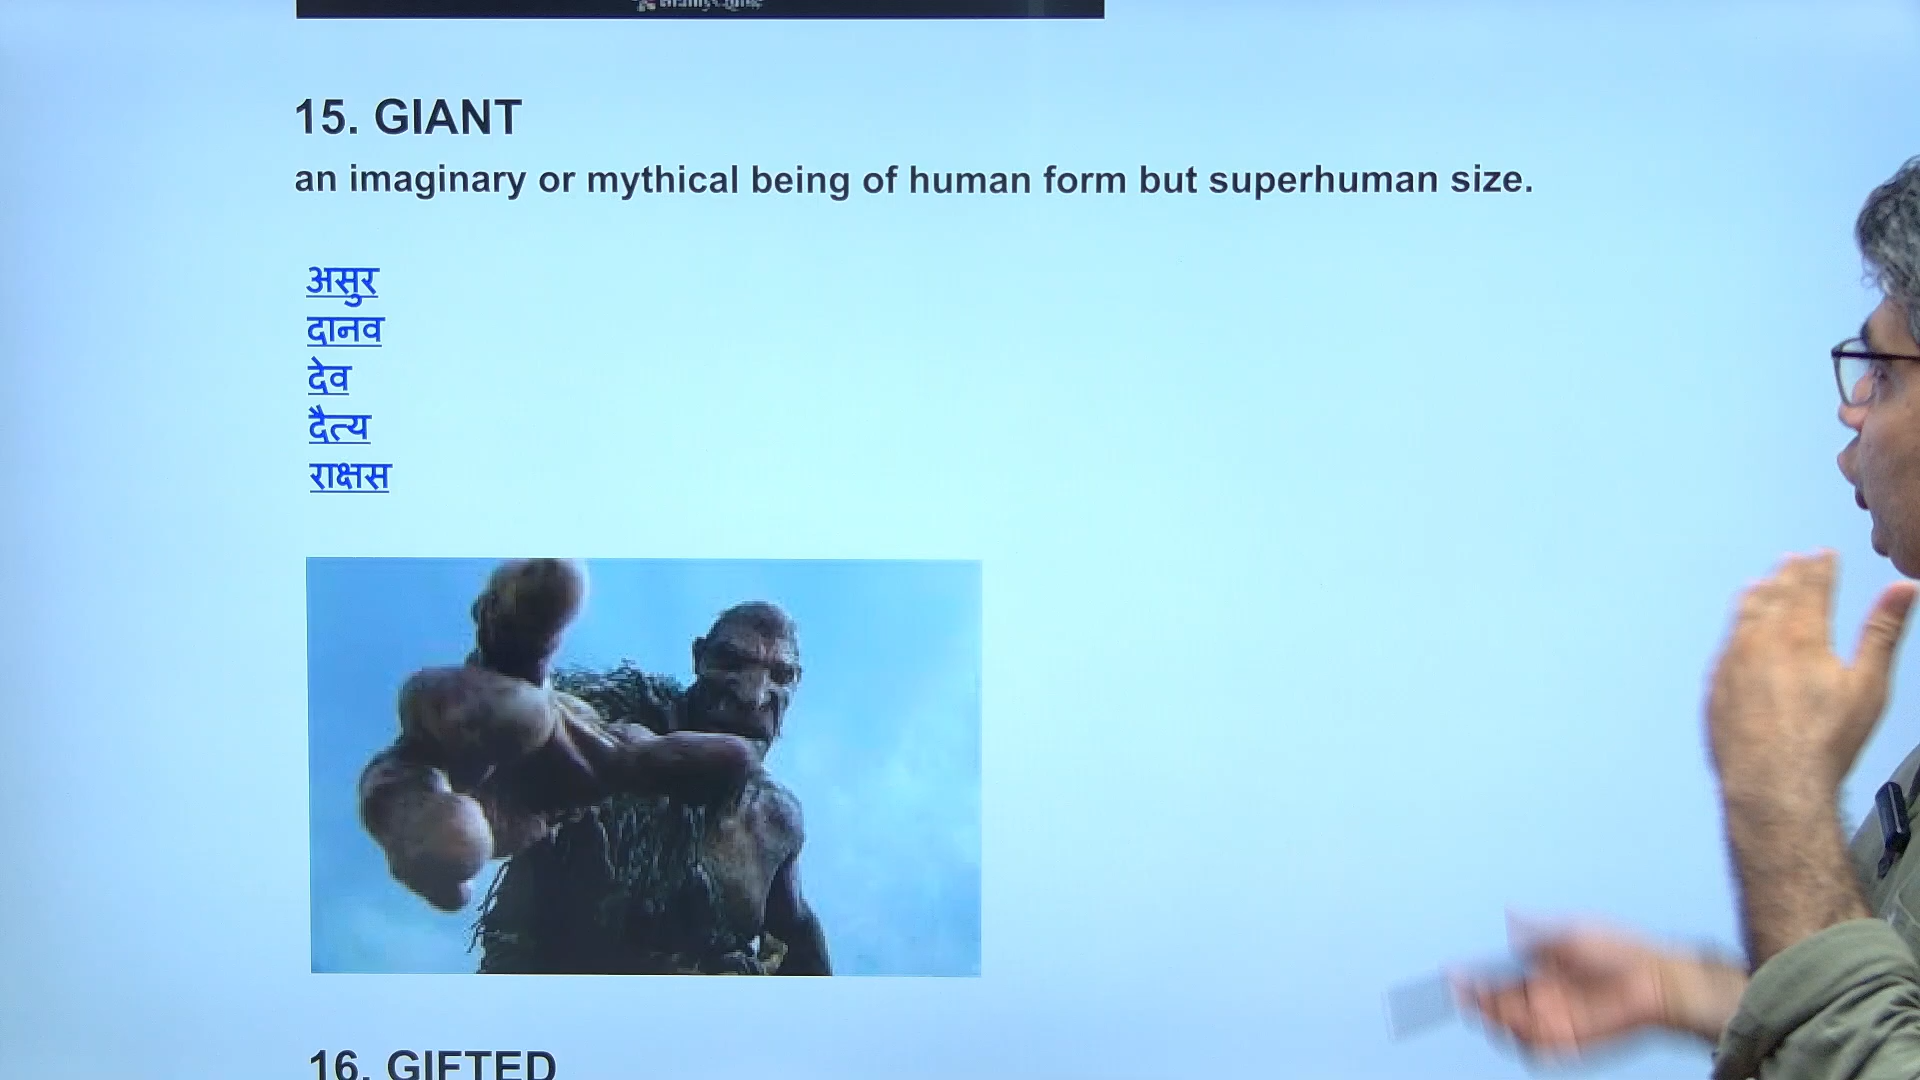 15. GIANT
an imaginary or mythical being of human form but superhuman size.
असुर
दानव
देव
दैत्य
राक्षस
16. GIFTED